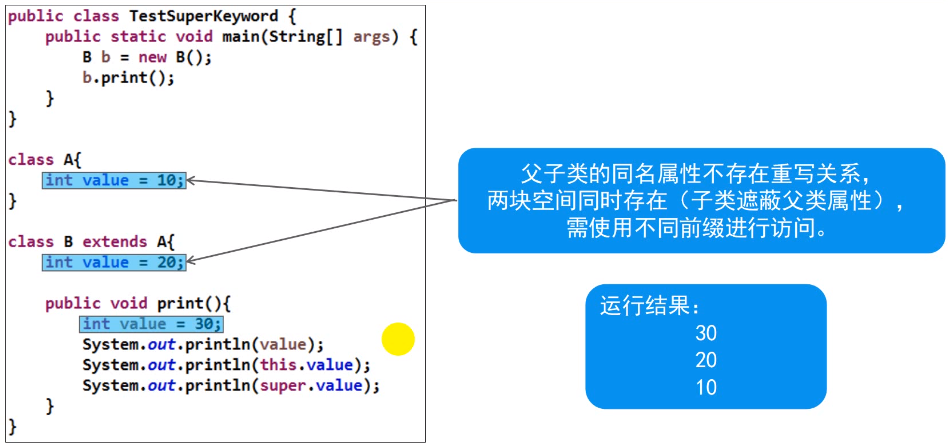 public class TestSuperKeyword {
    public static void main(String[] args) {
        B b = new B();
        b.print();
    }
}
class A{
    int value = 10;
}
class B extends A{
    int value = 20;
    public void print(){
        int value = 30;
        System.out.println(value);
        System.out.println(this.value);
        System.out.println(super.value);
    }
}
父子类的同名属性不存在重写关系，
两块空间同时存在（子类遮蔽父类属性），
需使用不同前缀进行访问。
运行结果：
30
20
10